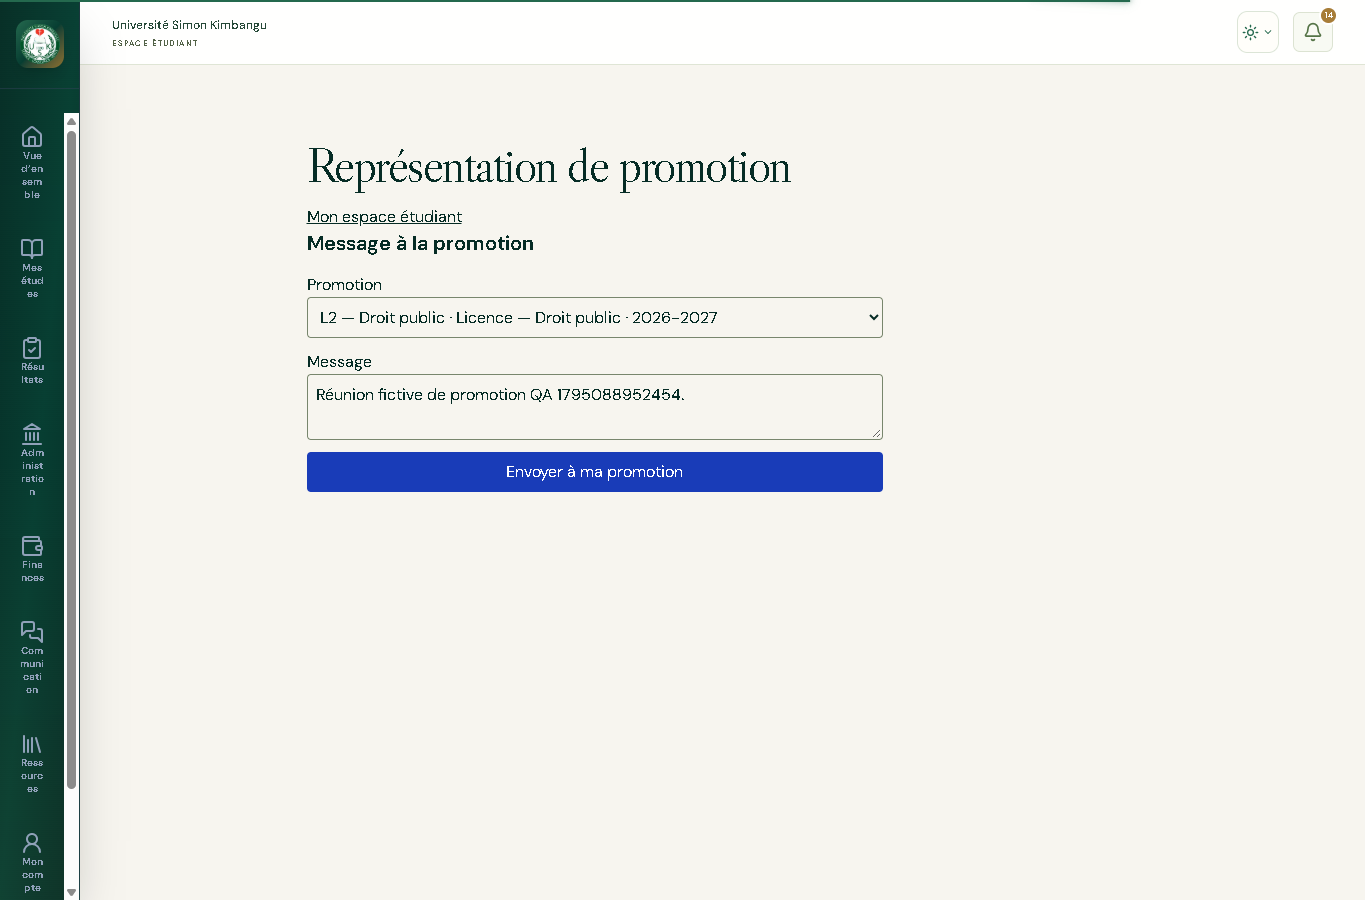 Université Simon Kimbangu
ESPACE ÉTUDIANT
14
Vue
d'en
sem
ble
Mes
étud
es
Résu
ltats
Adm
inist
ratio
n
Fina
nces
Com
muni
cati
on
Ress
ourc
es
Mon
com
pte
Représentation de promotion
Mon espace étudiant
Message à la promotion
Promotion
L2 — Droit public · Licence — Droit public · 2026-2027
Message
Réunion fictive de promotion QA 1795088952454.
Envoyer à ma promotion